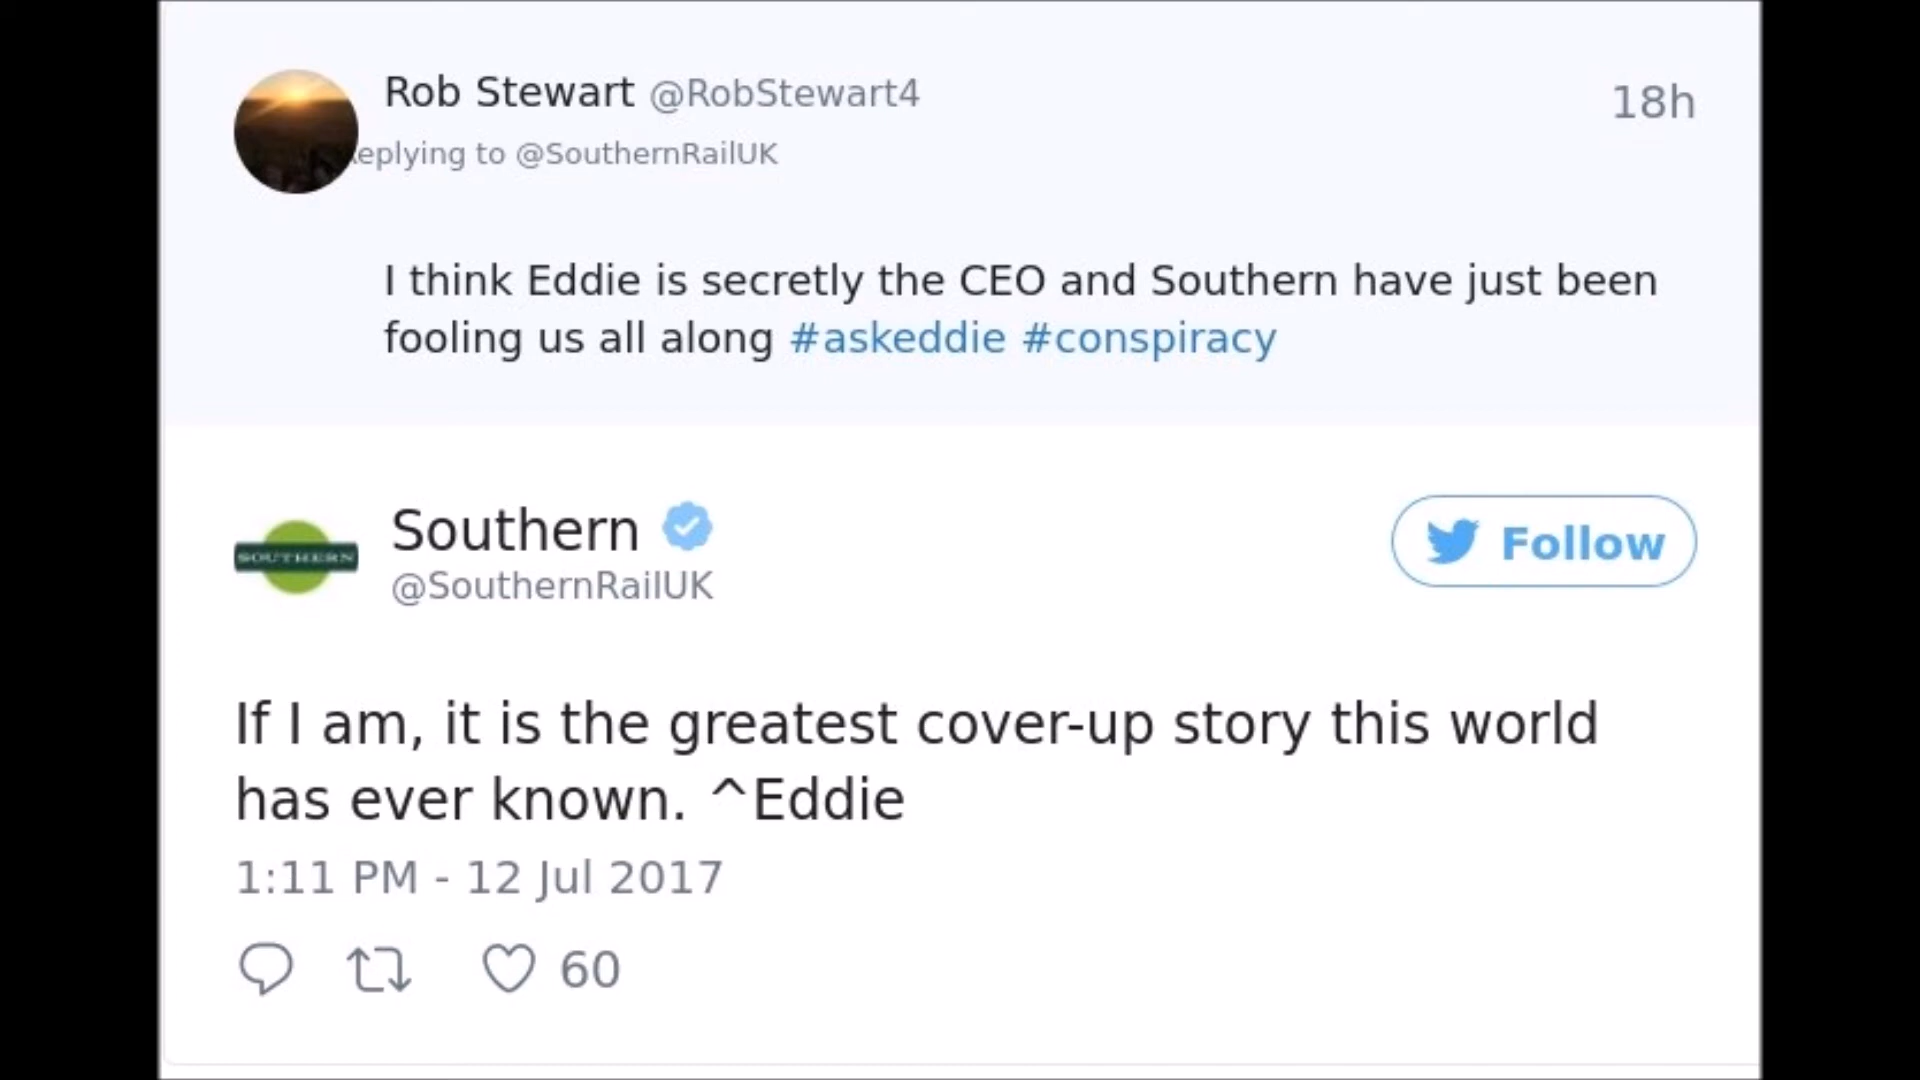 Rob Stewart @RobStewart4 18h
eplying to @SouthernRailUK
I think Eddie is secretly the CEO and Southern have just been
fooling us all along #askeddie #conspiracy
SOUTHERN
Southern
@SouthernRailUK
Follow
If I am, it is the greatest cover-up story this world
has ever known. ^Eddie
1:11 PM - 12 Jul 2017
60